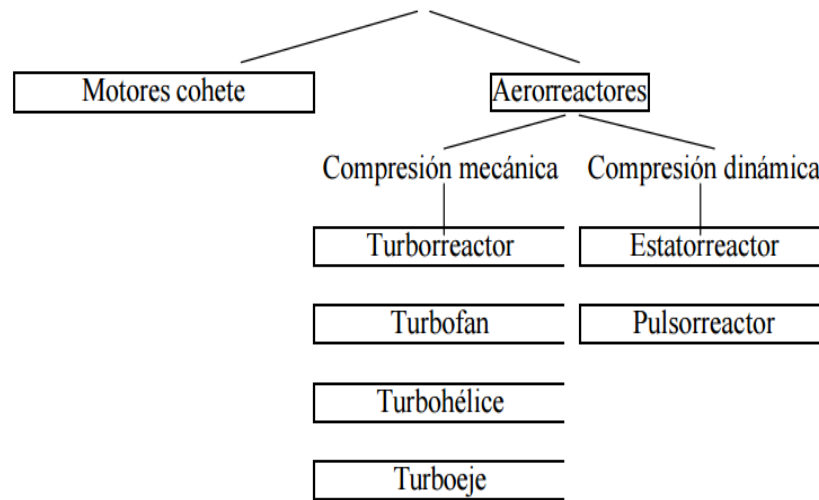 Motores cohete
Aerorreactores
Compresión mecánica
Compresión dinámica
Turborreactor
Estatorreactor
Turbofan
Pulsorreactor
Turbohélice
Turboeje